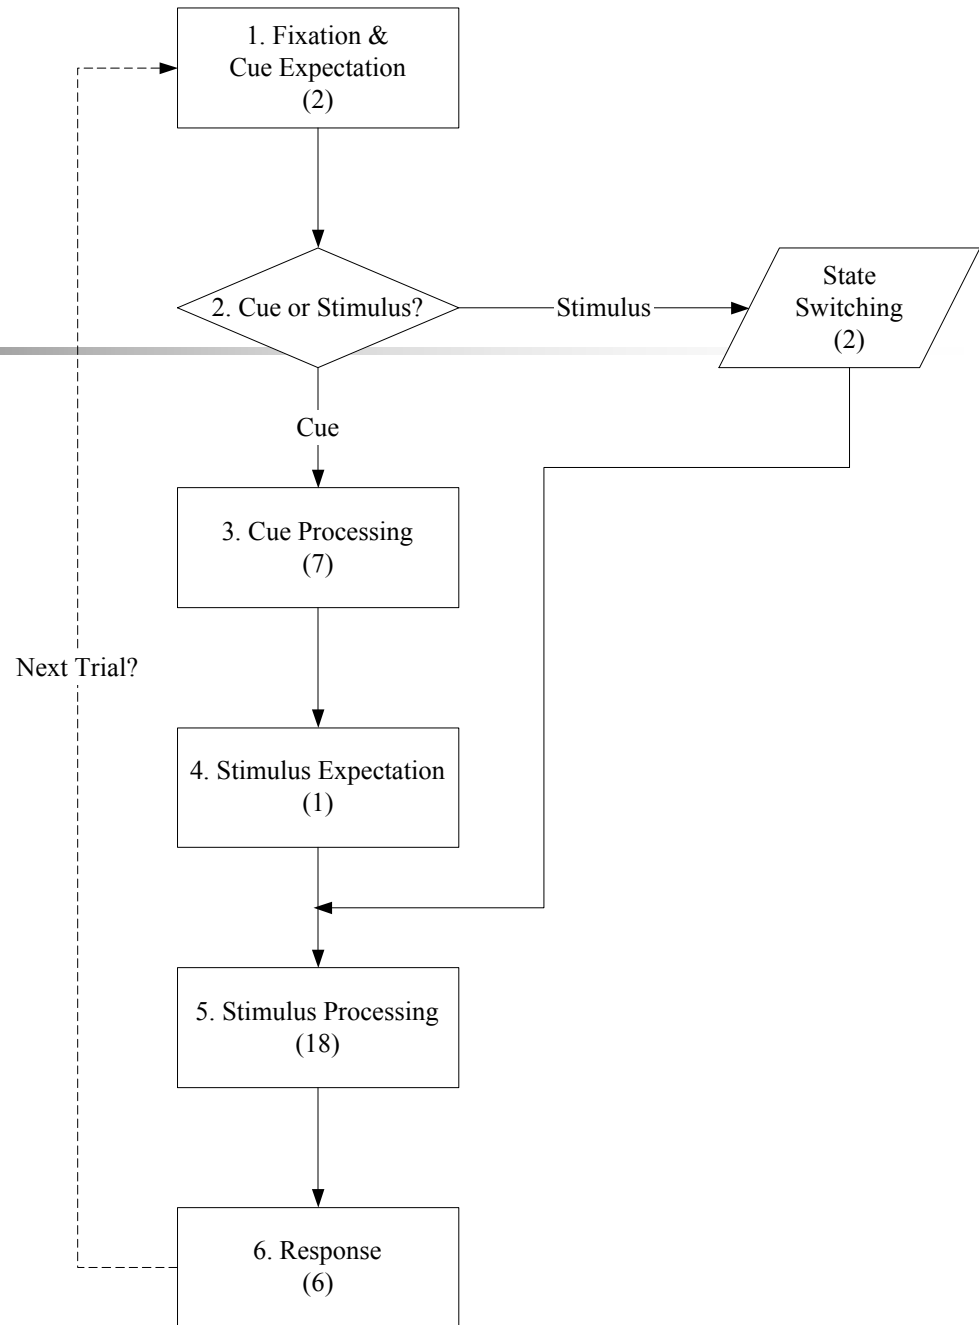 1. Fixation &
Cue Expectation
(2)
2. Cue or Stimulus?
Stimulus
State
Switching
(2)
Cue
3. Cue Processing
(7)
Next Trial?
4. Stimulus Expectation
(1)
5. Stimulus Processing
(18)
6. Response
(6)